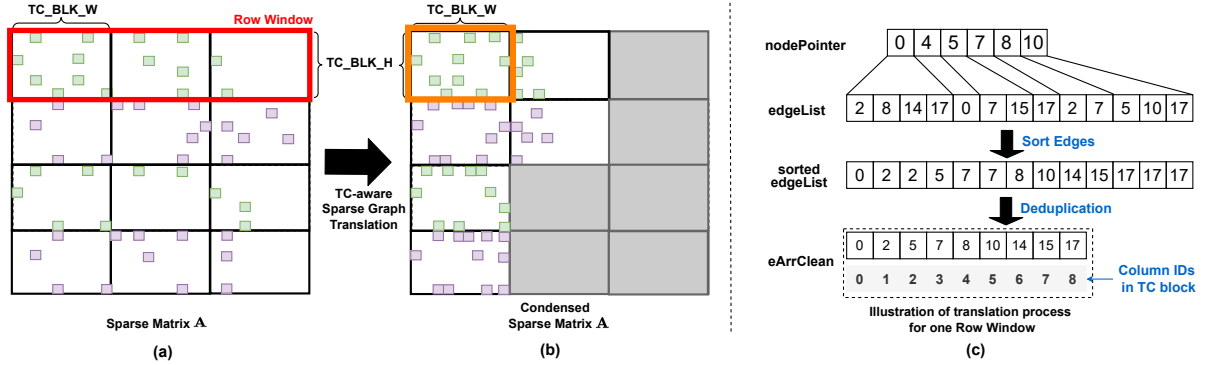 TC_BLK_W
Row Window
TC_BLK_H
TC-aware
Sparse Graph
Translation
Sparse Matrix A
(a)
TC_BLK_W
Condensed
Sparse Matrix A
(b)
nodePointer
0 4 5 7 8 10
edgeList
2 8 14 17 0 7 15 17 2 7 5 10 17
Sort Edges
sorted
edgeList
0 2 2 5 7 7 8 10 14 15 17 17 17
Deduplication
eArrClean
0 2 5 7 8 10 14 15 17
0 1 2 3 4 5 6 7 8
Column IDs
in TC block
Illustration of translation process
for one Row Window
(c)